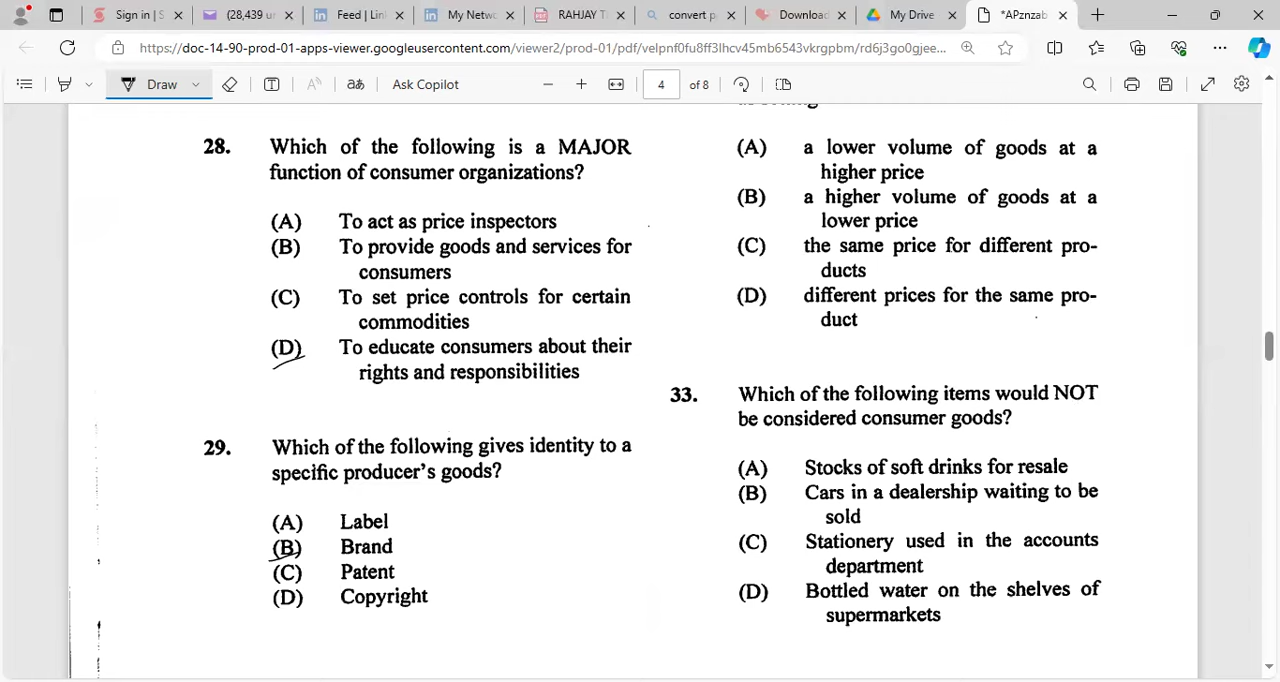 Sign in | S
(28,439 u
Feed | Lin
My Netwo
RAHJAY T
convert p
Download
My Drive
*APznzab
https://doc-14-90-prod-01-apps-viewer.googleusercontent.com/viewer2/prod-01/pdf/velpnf0fu8ff3lhcv45mb6543vkrgpbm/rd6j3go0gjee...
Draw
Ask Copilot
4
of 8
28. Which of the following is a MAJOR
function of consumer organizations?
(A) To act as price inspectors
(B) To provide goods and services for
consumers
(C) To set price controls for certain
commodities
(D) To educate consumers about their
rights and responsibilities
29. Which of the following gives identity to a
specific producer's goods?
(A) Label
(B) Brand
(C) Patent
(D) Copyright
(A) a lower volume of goods at a
higher price
(B) a higher volume of goods at a
lower price
(C) the same price for different pro-
ducts
(D) different prices for the same pro-
duct
33. Which of the following items would NOT
be considered consumer goods?
(A) Stocks of soft drinks for resale
(B) Cars in a dealership waiting to be
sold
(C) Stationery used in the accounts
department
(D) Bottled water on the shelves of
supermarkets